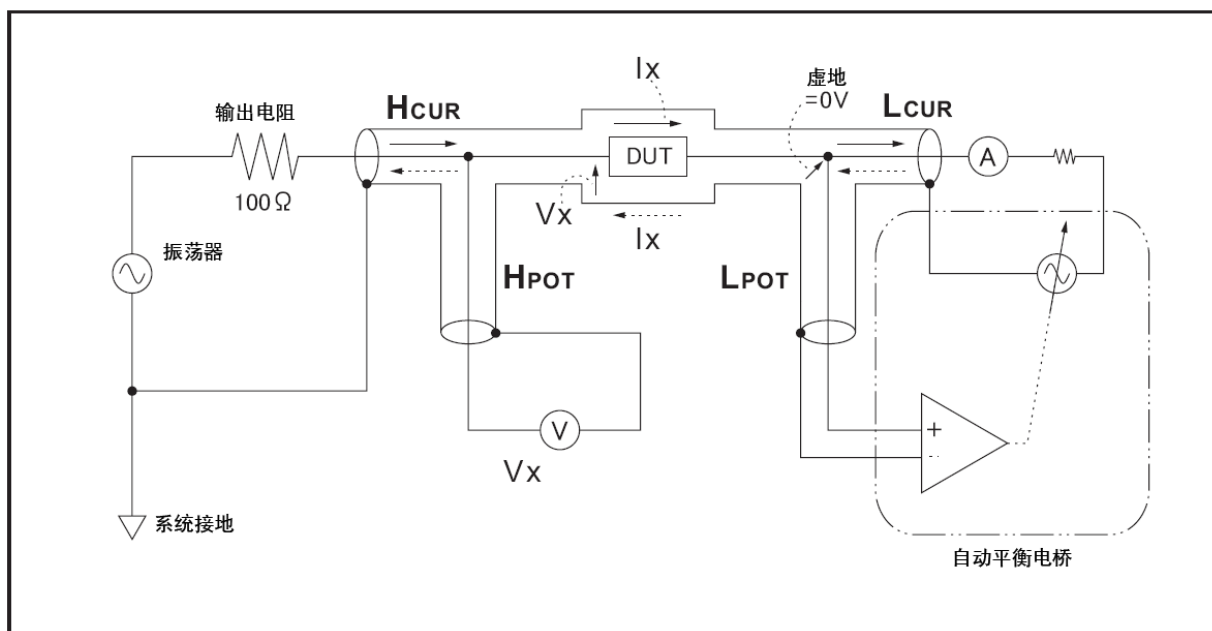 Ix
虚地
=0V
输出电阻
HCUR
LCUR
DUT
A
100Ω
Vx
Ix
振荡器
HPOT
LPOT
V
+
-
Vx
系统接地
自动平衡电桥